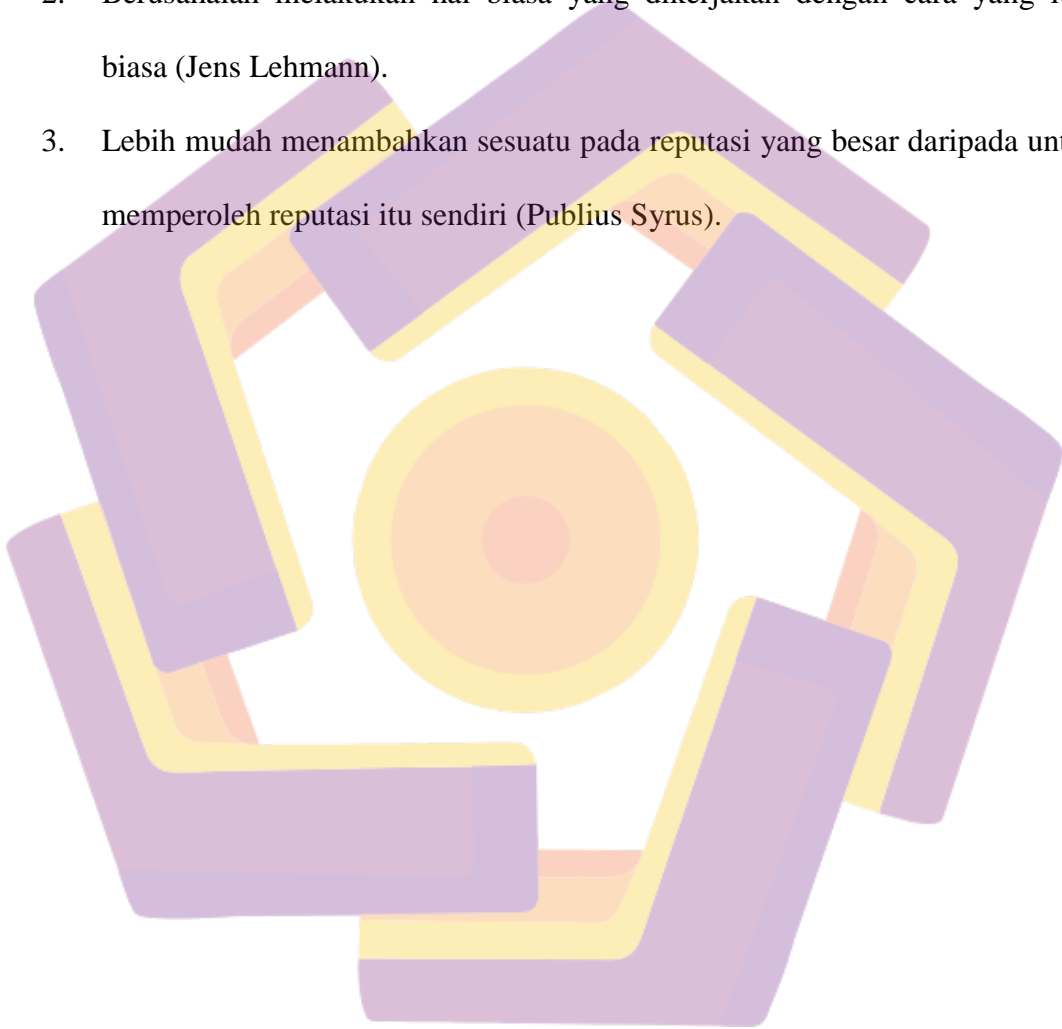 2. Berusahalah melakukan hal biasa yang dikerjakan dengan cara yang
biasa (Jens Lehmann).
3. Lebih mudah menambahkan sesuatu pada reputasi yang besar daripada
memperoleh reputasi itu sendiri (Publius Syrus).